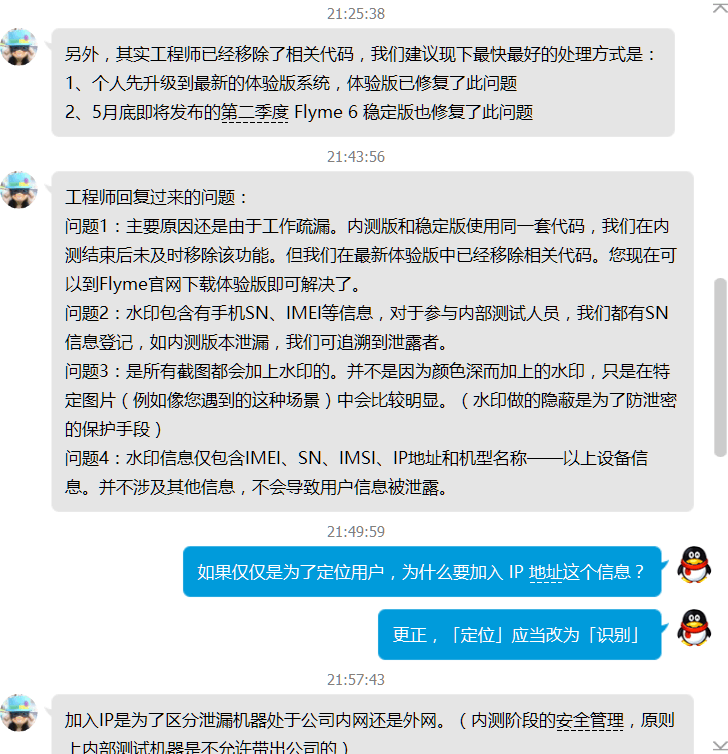 21:25:38
另外，其实工程师已经移除了相关代码，我们建议现下最快最好的处理方式是：
1、个人先升级到最新的体验版系统，体验版已修复了此问题
2、5月底即将发布的第二季度 Flyme 6 稳定版也修复了此问题
21:43:56
工程师回复过来的问题：
问题1：主要原因还是由于工作疏漏。内测版和稳定版使用同一套代码，我们在内
测结束后未及时移除该功能。但我们在最新体验版中已经移除相关代码。您现在可
以到Flyme官网下载体验版即可解决了。
问题2：水印包含有手机SN、IMEI等信息，对于参与内部测试人员，我们都有SN
信息登记，如内测版本泄漏，我们可追溯到泄露者。
问题3：是所有截图都会加上水印的。并不是因为颜色深而加上的水印，只是在特
定图片（例如像您遇到的这种场景）中会比较明显。（水印做的隐蔽是为了防泄密
的保护手段）
问题4：水印信息仅包含IMEI、SN、IMSI、IP地址和机型名称——以上设备信
息。并不涉及其他信息，不会导致用户信息被泄露。
21:49:59
如果仅仅是为了定位用户，为什么要加入 IP 地址这个信息？
更正，「定位」应当改为「识别」
21:57:43
加入IP是为了区分泄漏机器处于公司内网还是外网。（内测阶段的安全管理，原则
上内部测试机器是不允许带出公司的）